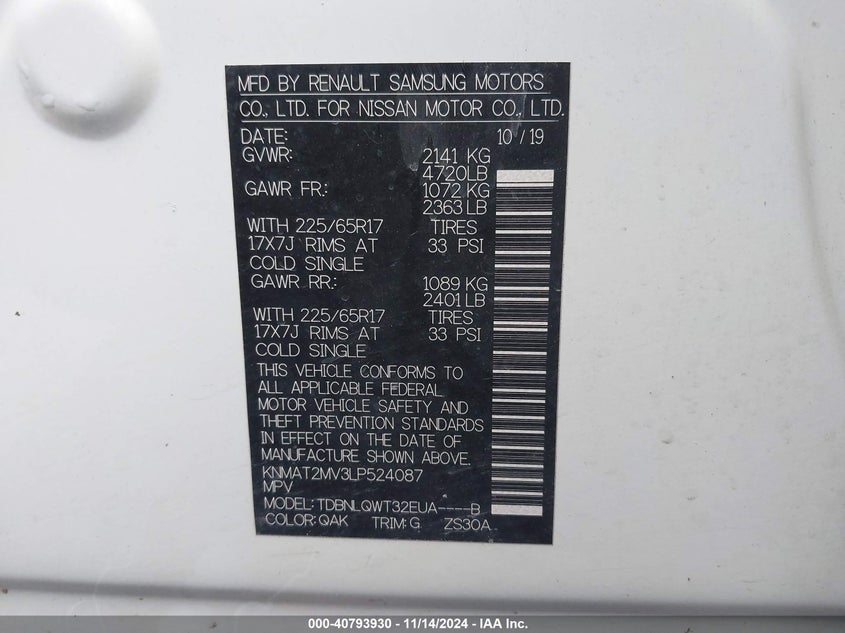 MFD BY RENAULT SAMSUNG MOTORS
CO., LTD. FOR NISSAN MOTOR CO., LTD.
DATE: 10 / 19
GVWR: 2141 KG
4720LB
GAWR FR.: 1072 KG
2363 LB
WITH 225/65R17 TIRES
17X7J RIMS AT 33 PSI
COLD SINGLE
GAWR RR.: 1089 KG
2401 LB
WITH 225/65R17 TIRES
17X7J RIMS AT 33 PSI
COLD SINGLE
THIS VEHICLE CONFORMS TO
ALL APPLICABLE FEDERAL
MOTOR VEHICLE SAFETY AND
THEFT PREVENTION STANDARDS
IN EFFECT ON THE DATE OF
MANUFACTURE SHOWN ABOVE.
KNMAT2MV3LP524087
MPV
MODEL: TDBNLQWT32EUA----B
COLOR: QAK TRIM: G ZS30A
000-40793930 - 11/14/2024 - IAA Inc.